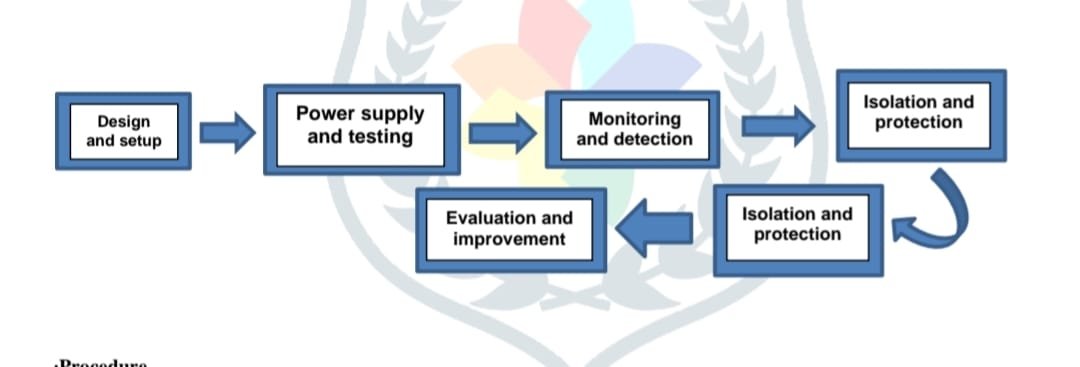 Design
and setup
Power supply
and testing
Monitoring
and detection
Isolation and
protection
Isolation and
protection
Evaluation and
improvement
.Procedure